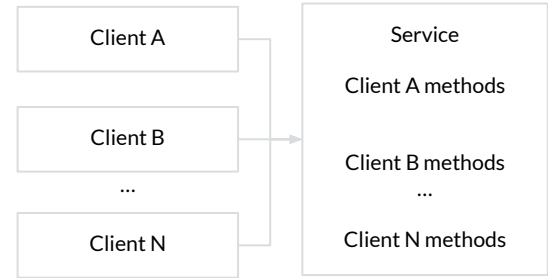 Client A
Client B
...
Client N
Service
Client A methods
Client B methods
...
Client N methods